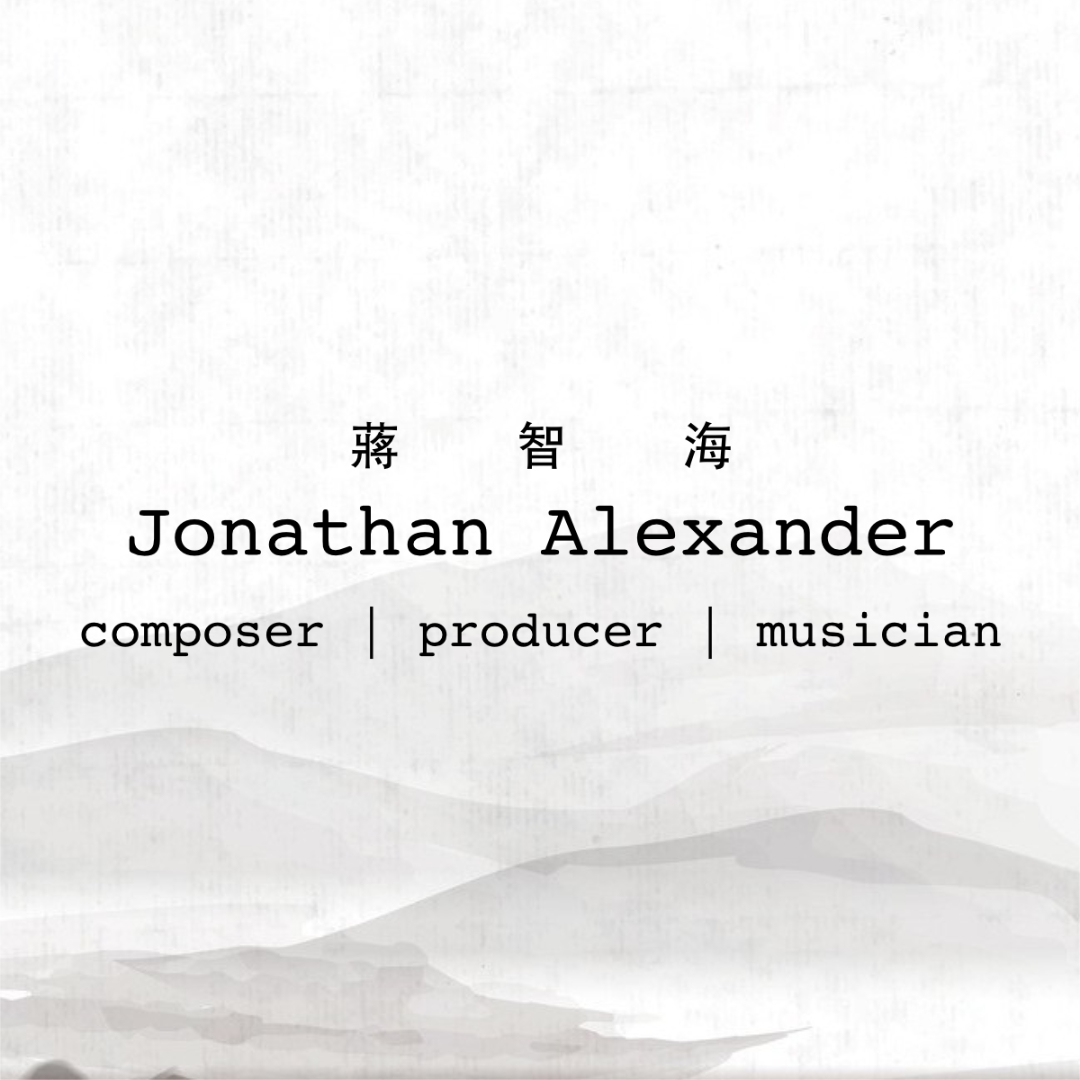 蔣 智 海
Jonathan Alexander
composer | producer | musician